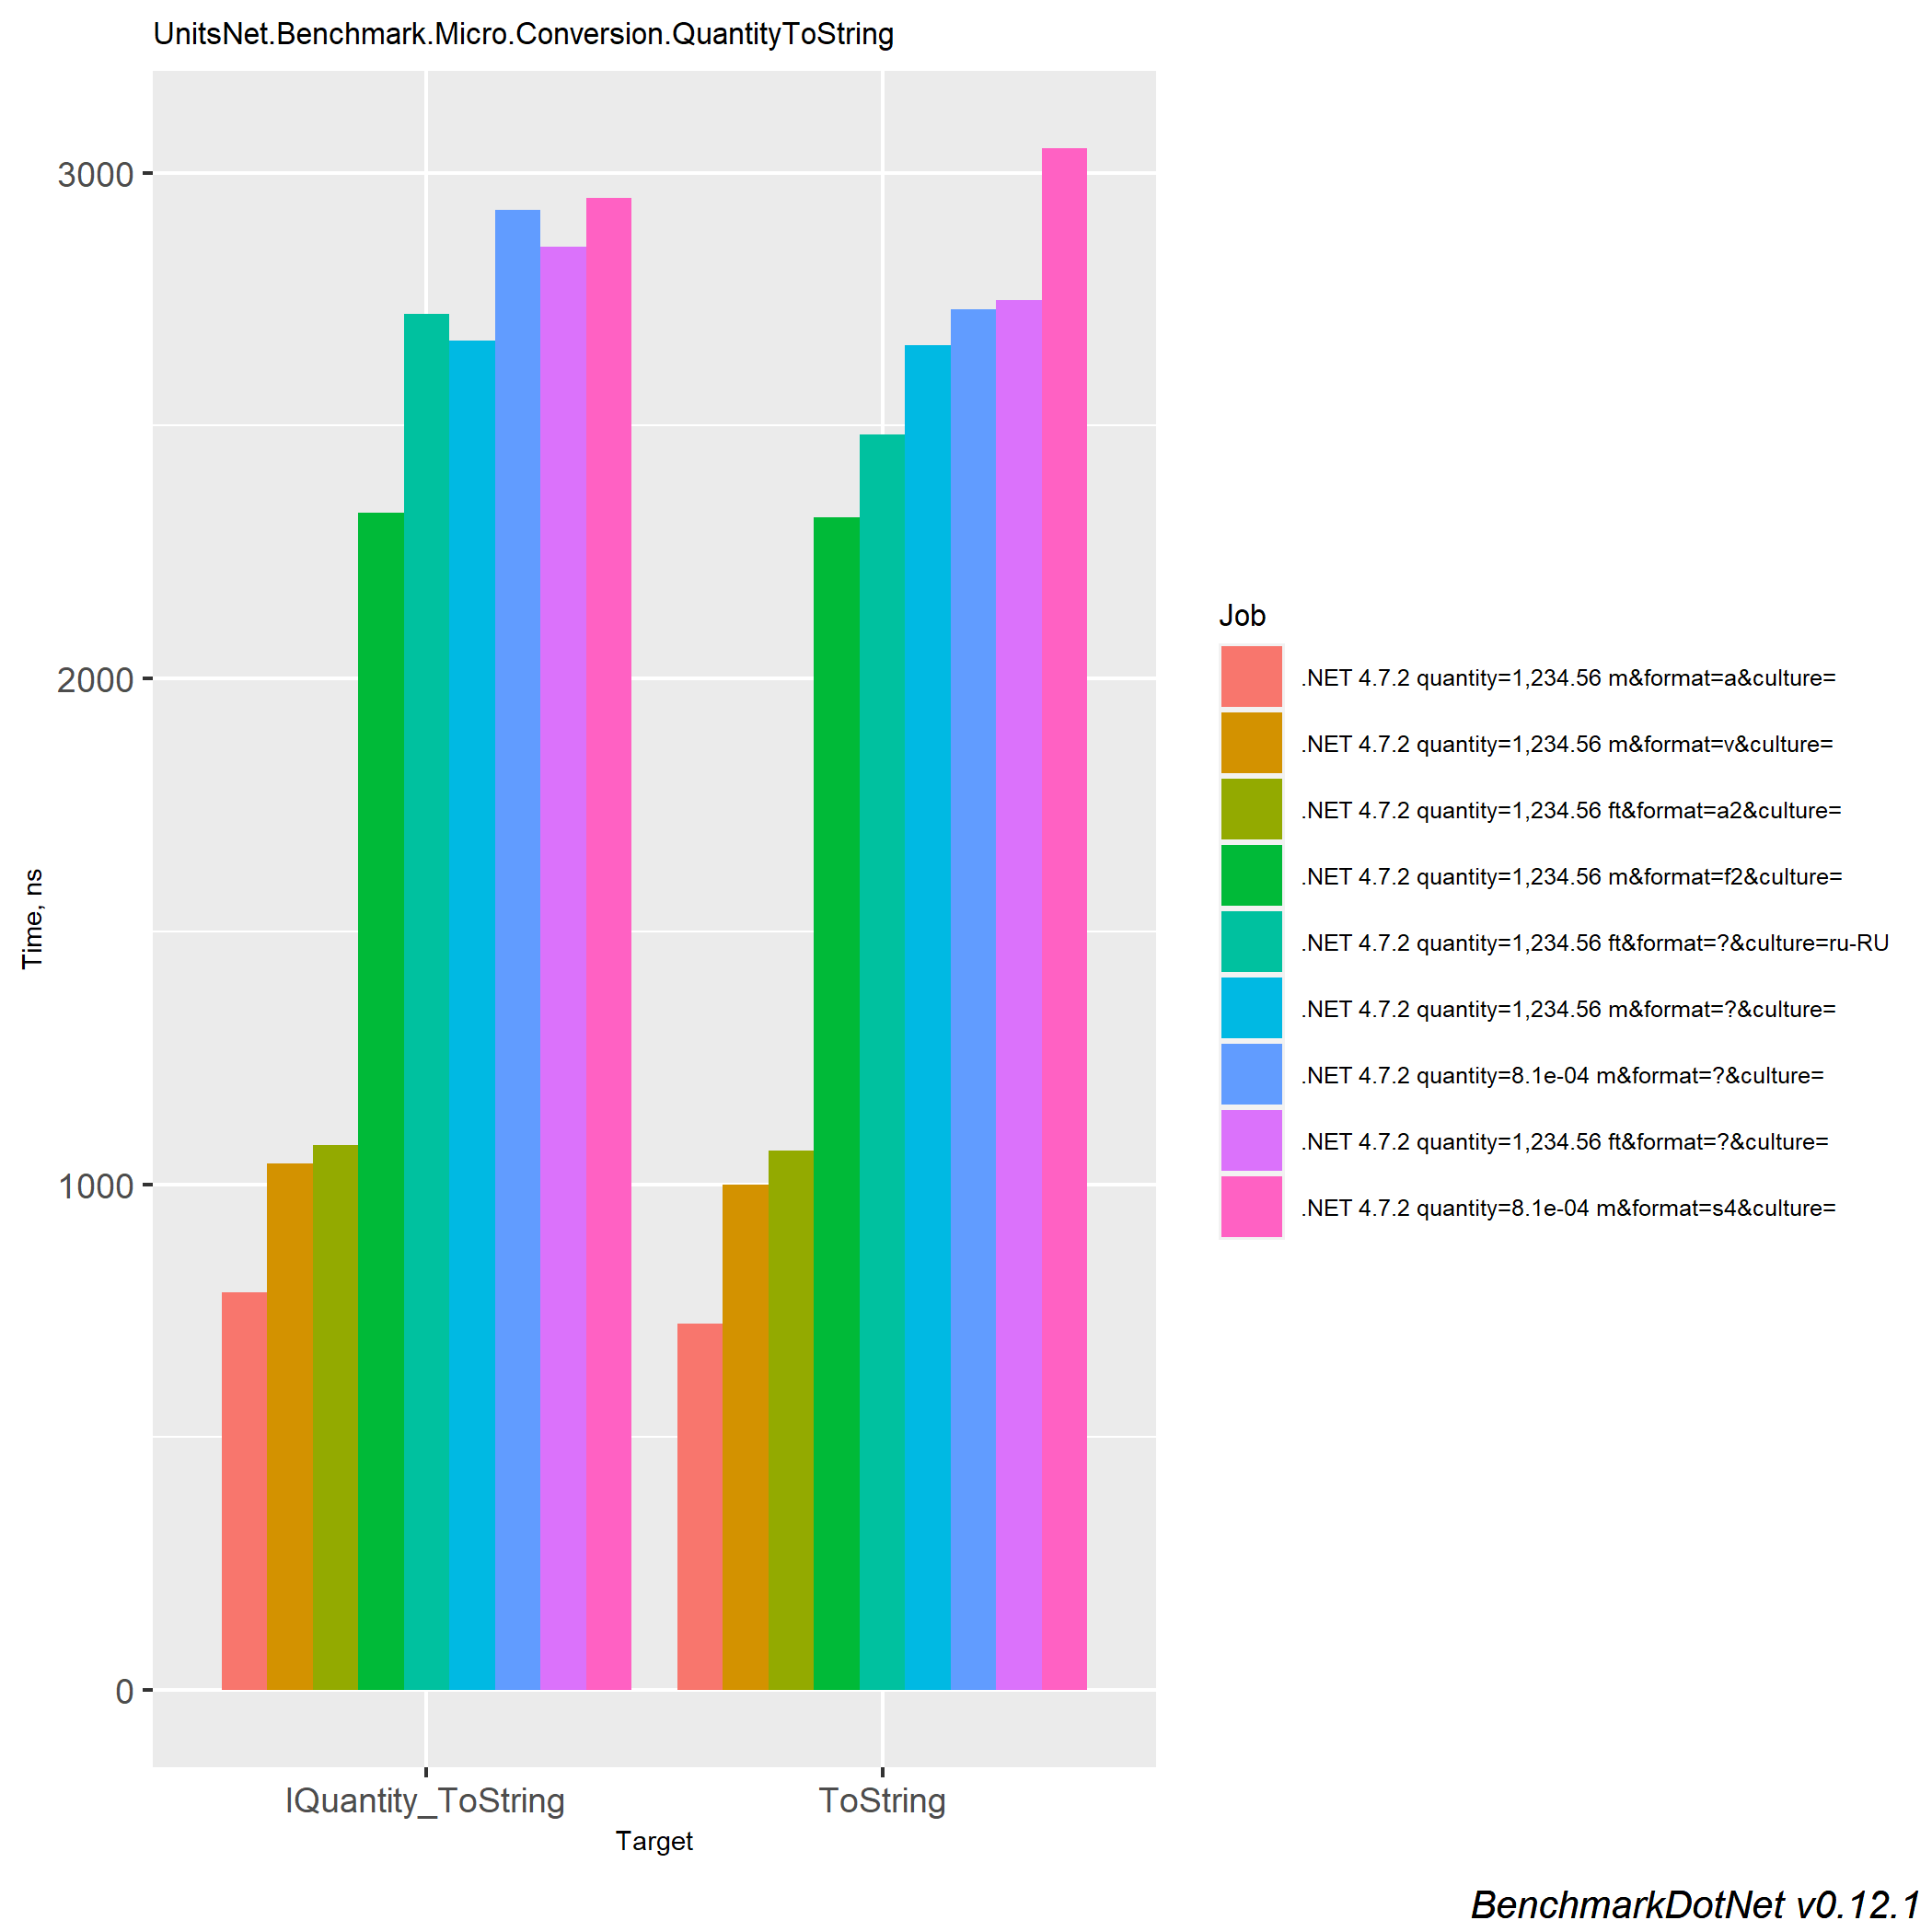 UnitsNet.Benchmark.Micro.Conversion.QuantityToString
3000
2000
1000
0
Time, ns
IQuantity_ToString
ToString
Target
Job
.NET 4.7.2 quantity=1,234.56 m&format=a&culture=
.NET 4.7.2 quantity=1,234.56 m&format=v&culture=
.NET 4.7.2 quantity=1,234.56 ft&format=a2&culture=
.NET 4.7.2 quantity=1,234.56 m&format=f2&culture=
.NET 4.7.2 quantity=1,234.56 ft&format=?&culture=ru-RU
.NET 4.7.2 quantity=1,234.56 m&format=?&culture=
.NET 4.7.2 quantity=8.1e-04 m&format=?&culture=
.NET 4.7.2 quantity=1,234.56 ft&format=?&culture=
.NET 4.7.2 quantity=8.1e-04 m&format=s4&culture=
BenchmarkDotNet v0.12.1